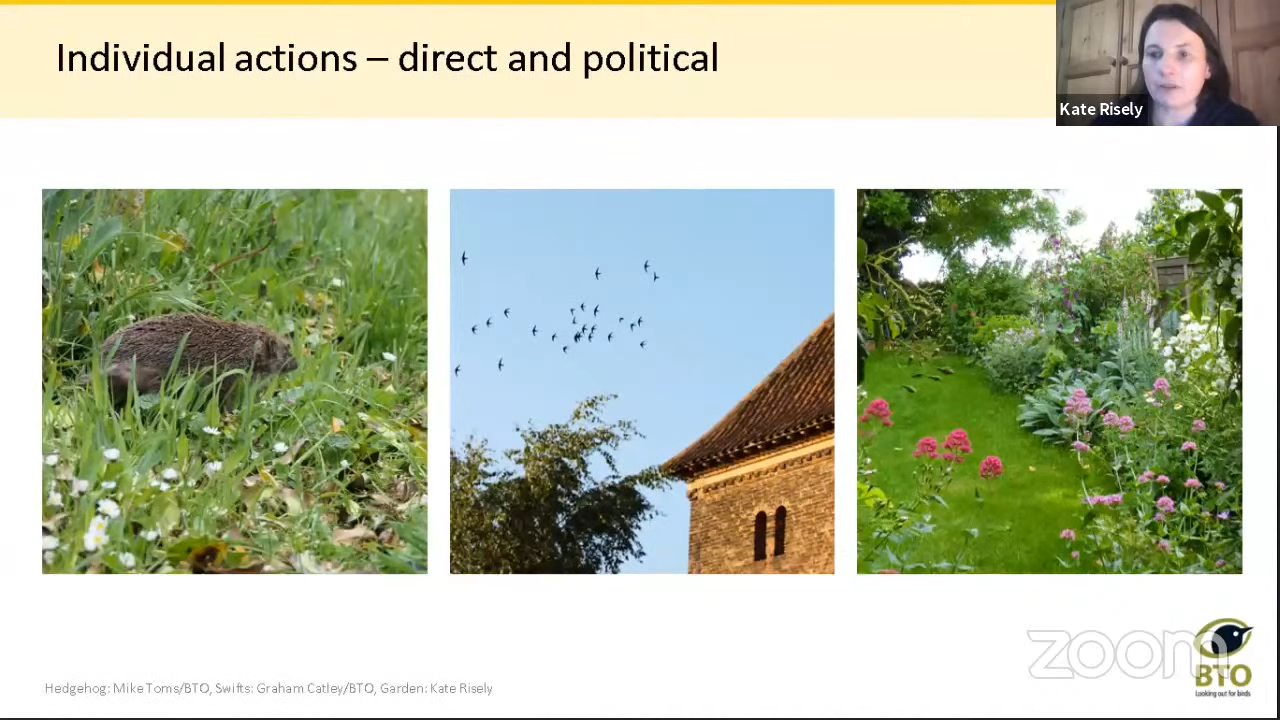 Individual actions – direct and political
Kate Risely
zoom
BTO
Looking out for birds
Hedgehog: Mike Toms/BTO, Swifts: Graham Catley/BTO, Garden: Kate Risely